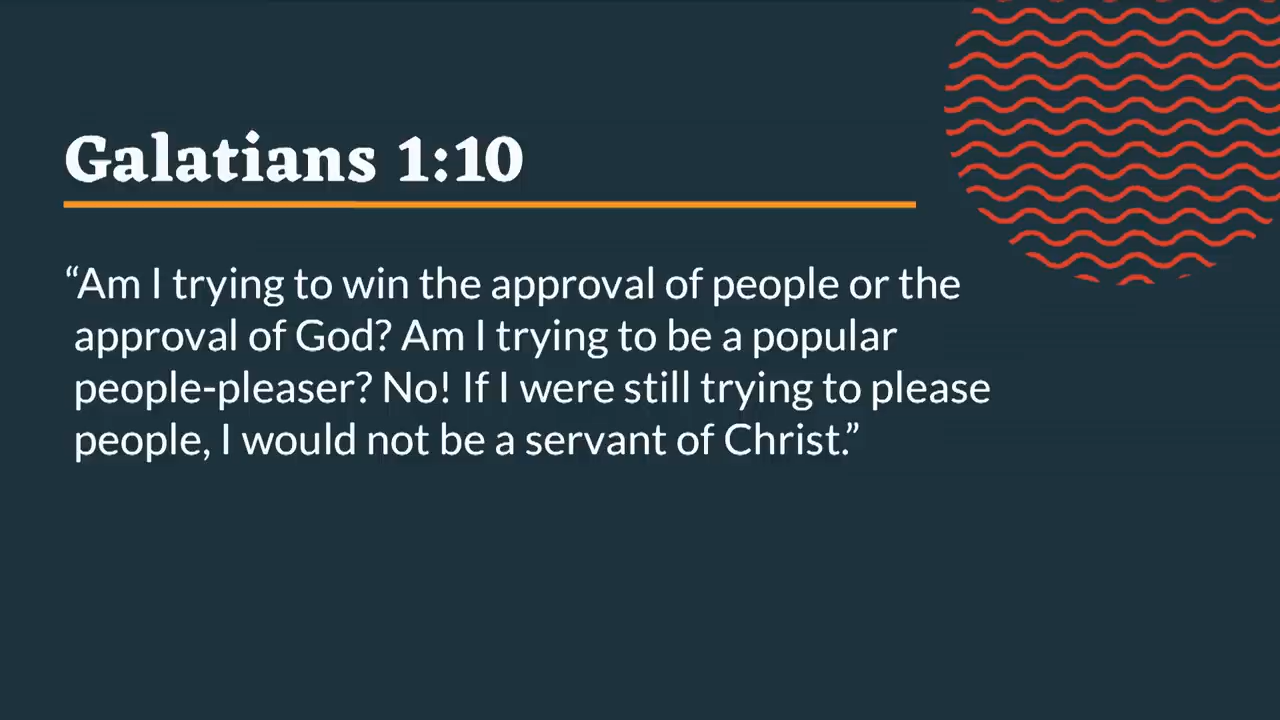 Galatians 1:10
“Am I trying to win the approval of people or the
approval of God? Am I trying to be a popular
people-pleaser? No! If I were still trying to please
people, I would not be a servant of Christ.”